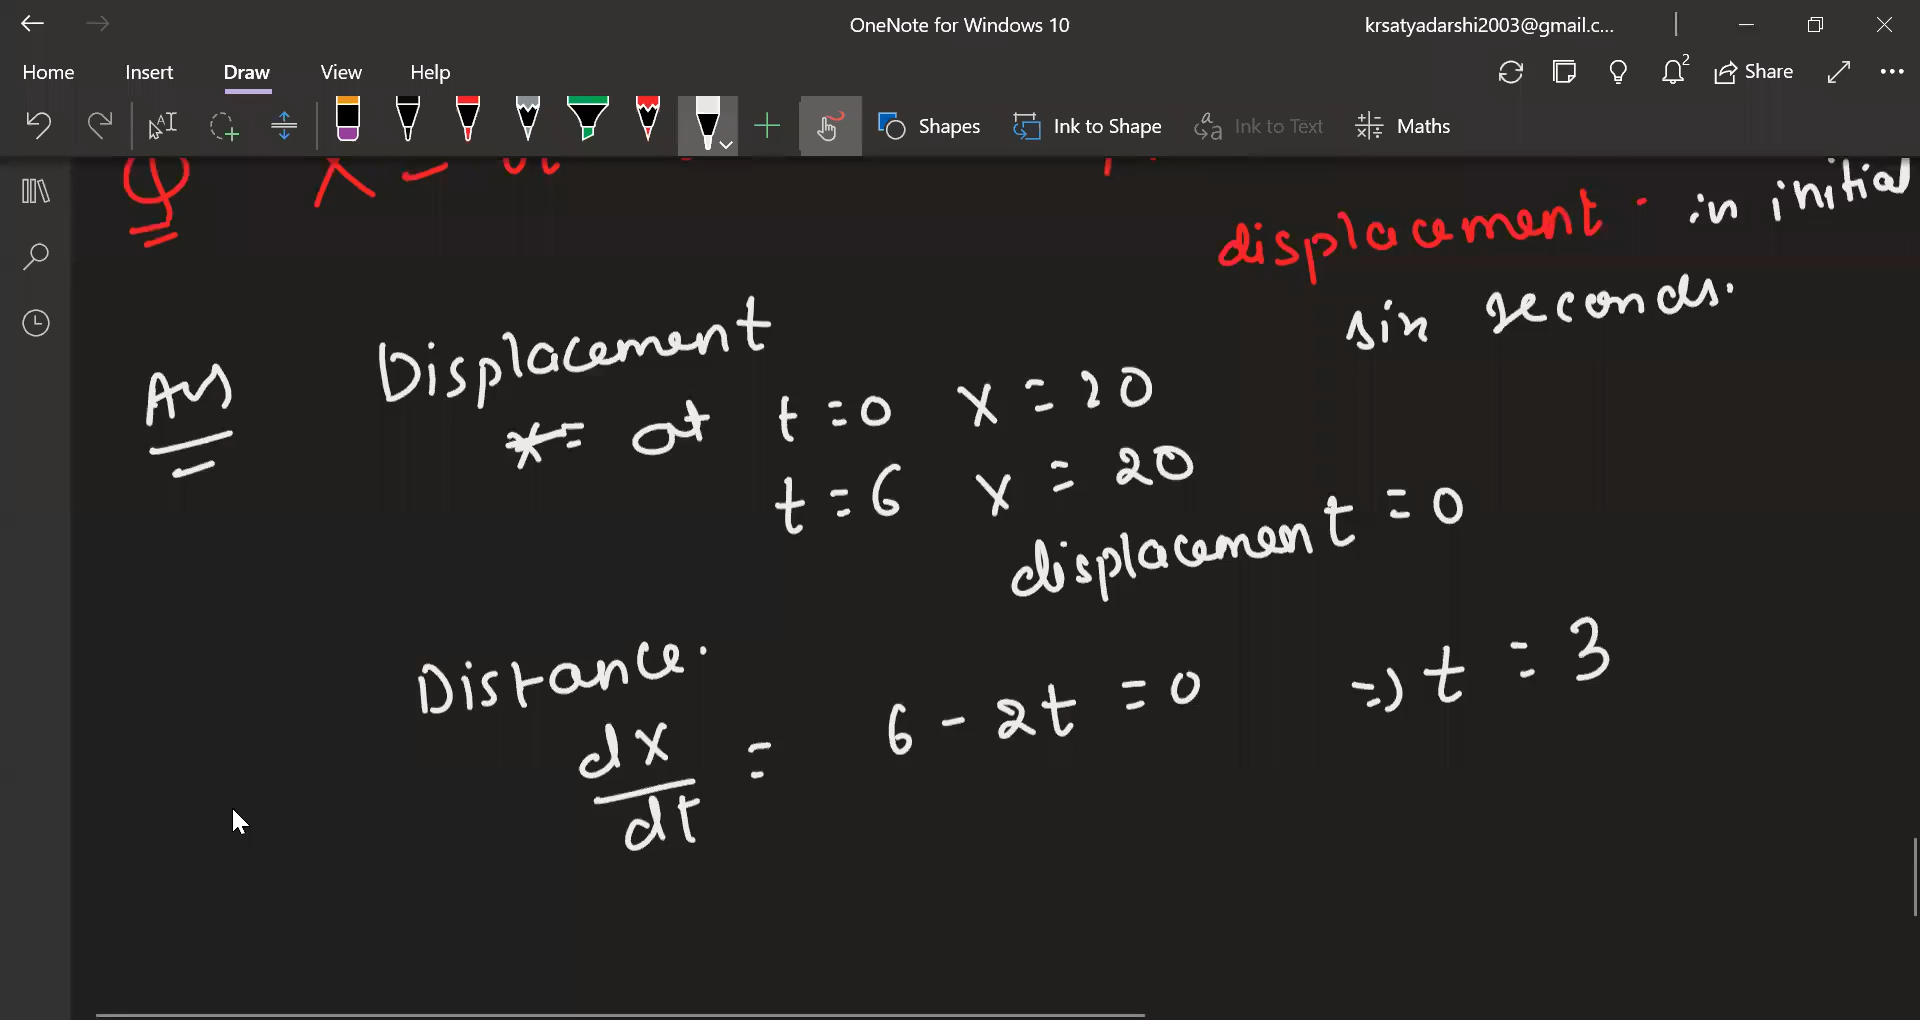 OneNote for Windows 10
krsatyadarshi2003@gmail.c...
Home Insert Draw View Help
2 Share
Shapes Ink to Shape Ink to Text Maths
displacement. in initial
six seconds.
Ans
Displacement
at t=0 x=20
t=6 x=20
displacement=0
Distance.
dx/dt = 6-2t=0 => t=3